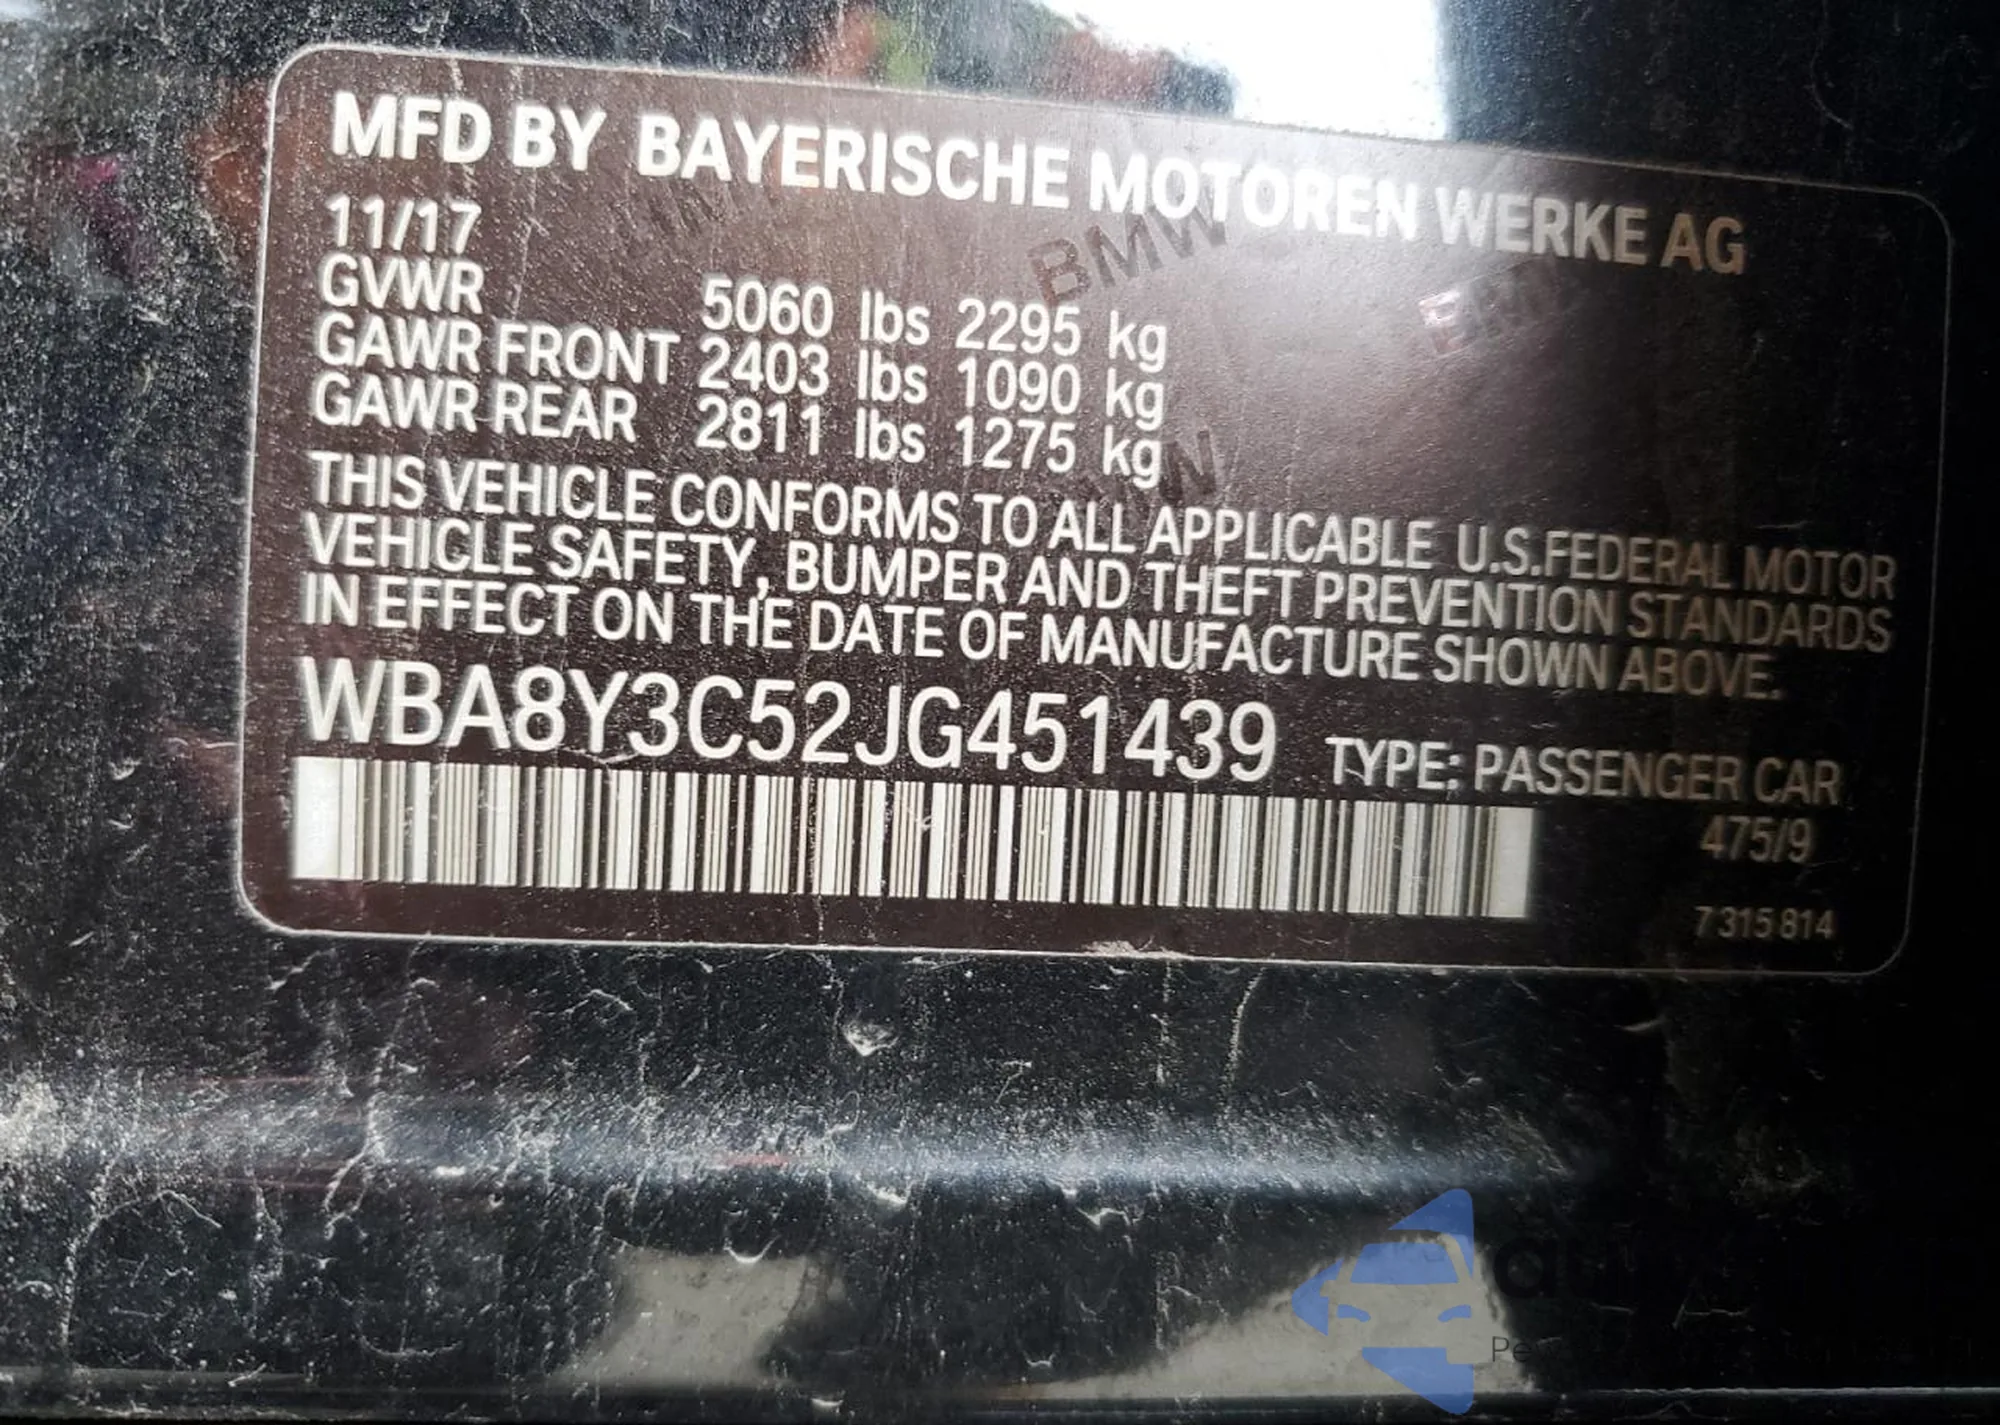 MFD BY BAYERISCHE MOTOREN WERKE AG
11/17
GVWR 5060 lbs 2295 kg
GAWR FRONT 2403 lbs 1090 kg
GAWR REAR 2811 lbs 1275 kg
THIS VEHICLE CONFORMS TO ALL APPLICABLE U.S.FEDERAL MOTOR
VEHICLE SAFETY, BUMPER AND THEFT PREVENTION STANDARDS
IN EFFECT ON THE DATE OF MANUFACTURE SHOWN ABOVE.
WBA8Y3C52JG451439 TYPE: PASSENGER CAR
475/9
7 315 814
BMW
BMW